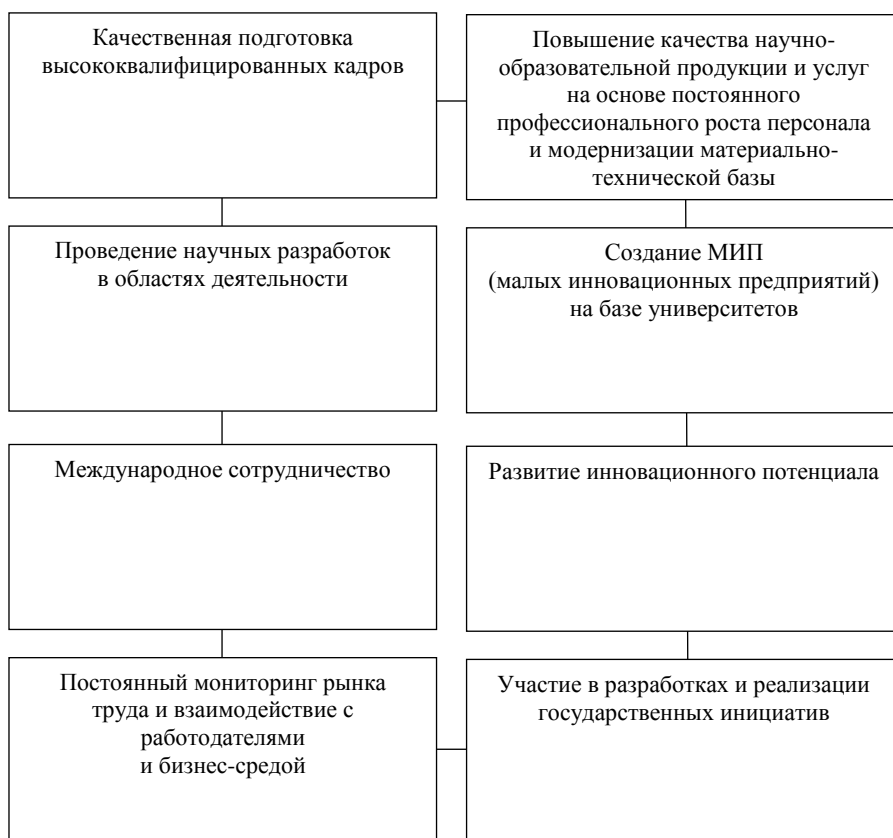 Качественная подготовка
высококвалифицированных кадров
Повышение качества научно-
образовательной продукции и услуг
на основе постоянного
профессионального роста персонала
и модернизации материально-
технической базы
Проведение научных разработок
в областях деятельности
Создание МИП
(малых инновационных предприятий)
на базе университетов
Международное сотрудничество
Развитие инновационного потенциала
Постоянный мониторинг рынка
труда и взаимодействие с
работодателями
и бизнес-средой
Участие в разработках и реализации
государственных инициатив